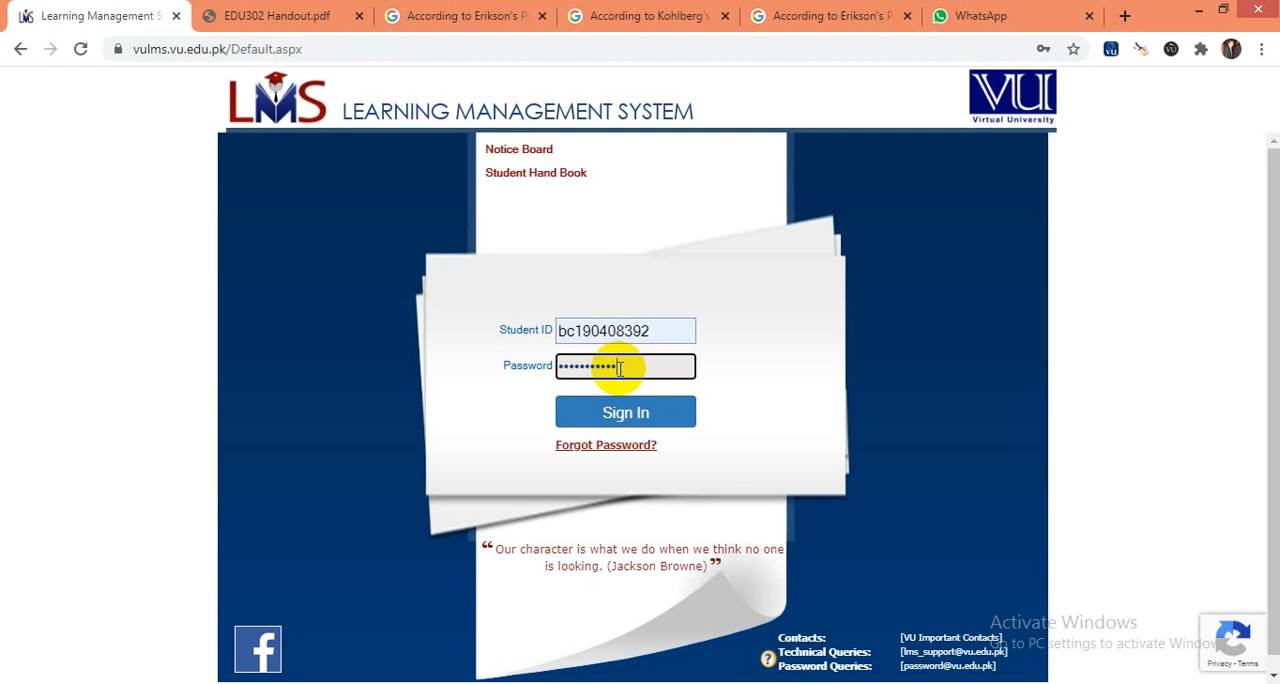 Learning Management S
EDU302 Handout.pdf
According to Erikson's P
According to Kohlberg's
According to Erikson's P
WhatsApp
vulms.vu.edu.pk/Default.aspx
LMS LEARNING MANAGEMENT SYSTEM
VU
Virtual University
Notice Board
Student Hand Book
Student ID bc190408392
Password •••••••••••
Sign In
Forgot Password?
“Our character is what we do when we think no one
is looking. (Jackson Browne) ”
Contacts: [VU Important Contacts]
Technical Queries: [lms_support@vu.edu.pk]
Password Queries: [password@vu.edu.pk]
Activate Windows
Go to PC settings to activate Windows
Privacy - Terms